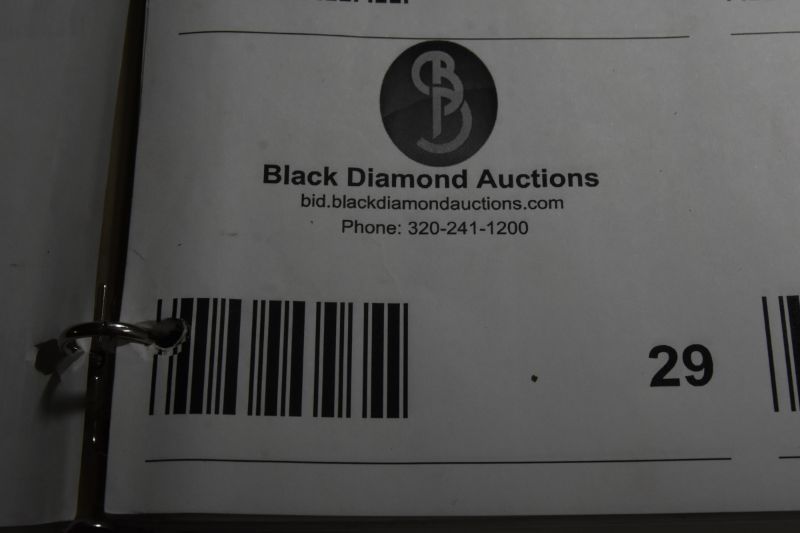 Black Diamond Auctions
bid.blackdiamondauctions.com
Phone: 320-241-1200
29